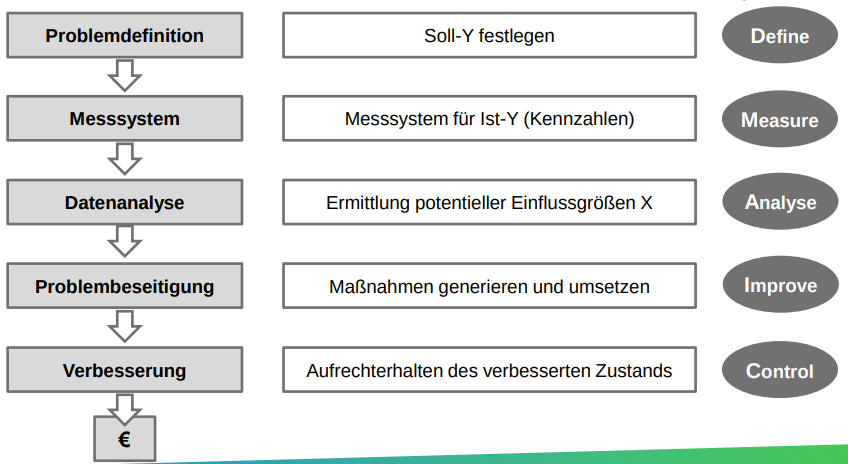 Problemdefinition Soll-Y festlegen Define
Messsystem Messsystem für Ist-Y (Kennzahlen) Measure
Datenanalyse Ermittlung potentieller Einflussgrößen X Analyse
Problembeseitigung Maßnahmen generieren und umsetzen Improve
Verbesserung Aufrechterhalten des verbesserten Zustands Control
€